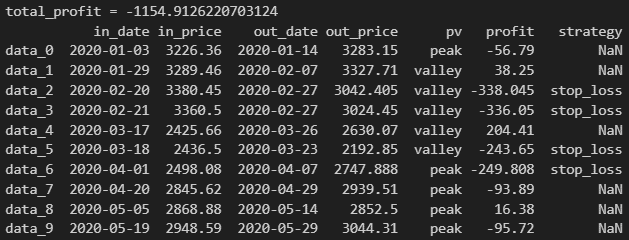 total_profit = -1154.9126220703124
in_date in_price out_date out_price pv profit strategy
data_0 2020-01-03 3226.36 2020-01-14 3283.15 peak -56.79 NaN
data_1 2020-01-29 3289.46 2020-02-07 3327.71 valley 38.25 NaN
data_2 2020-02-20 3380.45 2020-02-27 3042.405 valley -338.045 stop_loss
data_3 2020-02-21 3360.5 2020-02-27 3024.45 valley -336.05 stop_loss
data_4 2020-03-17 2425.66 2020-03-26 2630.07 valley 204.41 NaN
data_5 2020-03-18 2436.5 2020-03-23 2192.85 valley -243.65 stop_loss
data_6 2020-04-01 2498.08 2020-04-07 2747.888 peak -249.808 stop_loss
data_7 2020-04-20 2845.62 2020-04-29 2939.51 peak -93.89 NaN
data_8 2020-05-05 2868.88 2020-05-14 2852.5 peak 16.38 NaN
data_9 2020-05-19 2948.59 2020-05-29 3044.31 peak -95.72 NaN